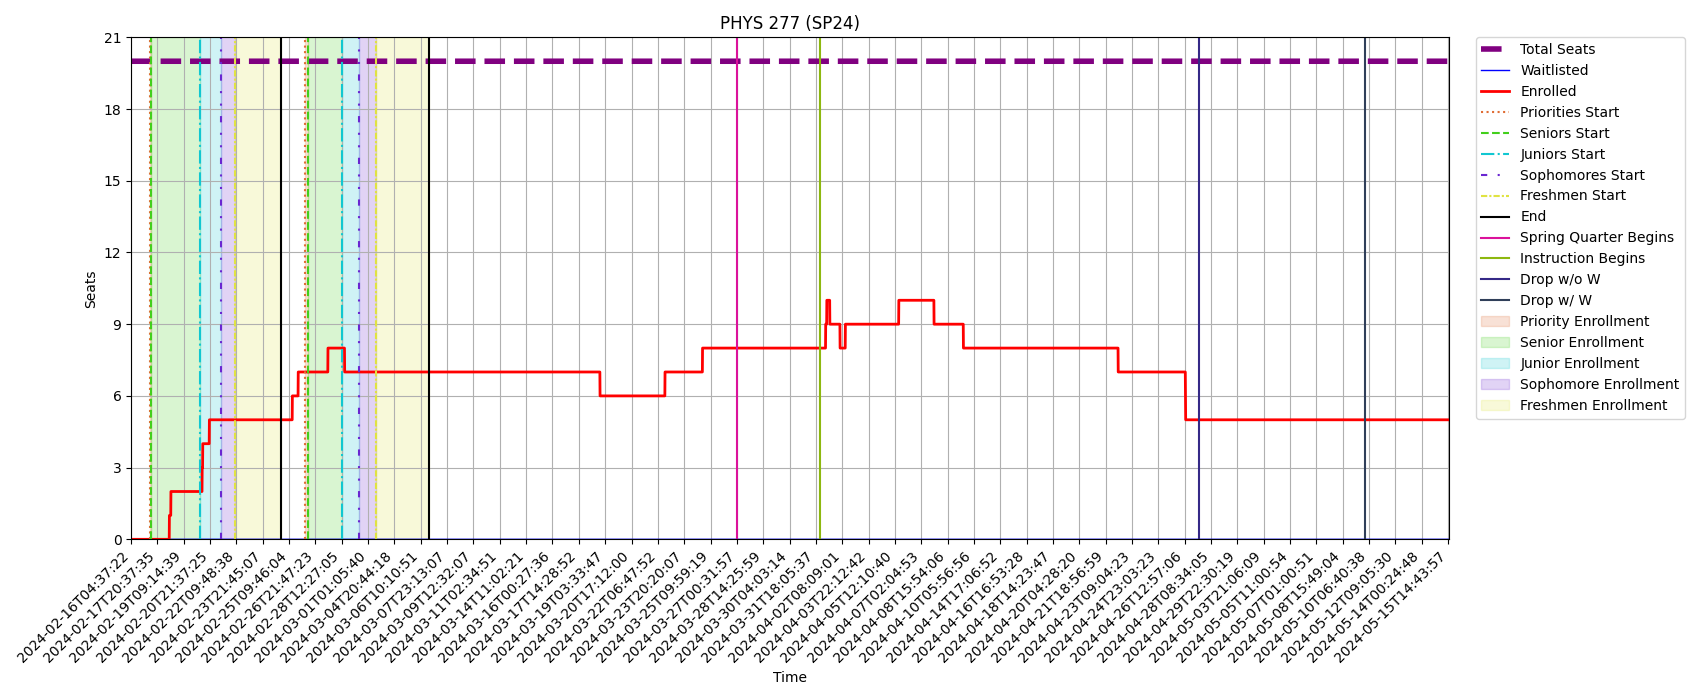 PHYS 277 (SP24)
21
18
15
12
9
6
3
0
Seats
2024-02-16T04:37:22
2024-02-17T20:37:35
2024-02-19T09:14:39
2024-02-20T21:37:25
2024-02-22T09:48:38
2024-02-23T21:45:07
2024-02-25T09:46:04
2024-02-26T21:47:23
2024-02-28T12:27:05
2024-03-01T01:05:40
2024-03-04T20:44:18
2024-03-06T10:10:51
2024-03-07T23:13:07
2024-03-09T12:32:07
2024-03-11T02:34:51
2024-03-14T11:02:21
2024-03-16T00:27:36
2024-03-17T14:28:52
2024-03-19T03:33:47
2024-03-20T17:12:00
2024-03-22T06:47:52
2024-03-23T20:20:07
2024-03-25T09:59:19
2024-03-27T00:31:57
2024-03-28T14:25:59
2024-03-30T04:03:14
2024-03-31T18:05:37
2024-04-02T08:09:01
2024-04-03T22:12:42
2024-04-05T12:10:40
2024-04-07T02:04:53
2024-04-08T15:54:06
2024-04-10T05:56:56
2024-04-14T17:06:52
2024-04-16T16:53:28
2024-04-18T14:23:47
2024-04-20T04:28:20
2024-04-21T18:56:59
2024-04-23T09:04:23
2024-04-24T23:03:23
2024-04-26T12:57:06
2024-04-28T08:34:05
2024-04-29T22:30:19
2024-05-03T21:06:09
2024-05-05T11:00:54
2024-05-07T01:00:51
2024-05-08T15:49:04
2024-05-10T06:40:38
2024-05-12T09:05:30
2024-05-14T00:24:48
2024-05-15T14:43:57
Time
Total Seats
Waitlisted
Enrolled
Priorities Start
Seniors Start
Juniors Start
Sophomores Start
Freshmen Start
End
Spring Quarter Begins
Instruction Begins
Drop w/o W
Drop w/ W
Priority Enrollment
Senior Enrollment
Junior Enrollment
Sophomore Enrollment
Freshmen Enrollment